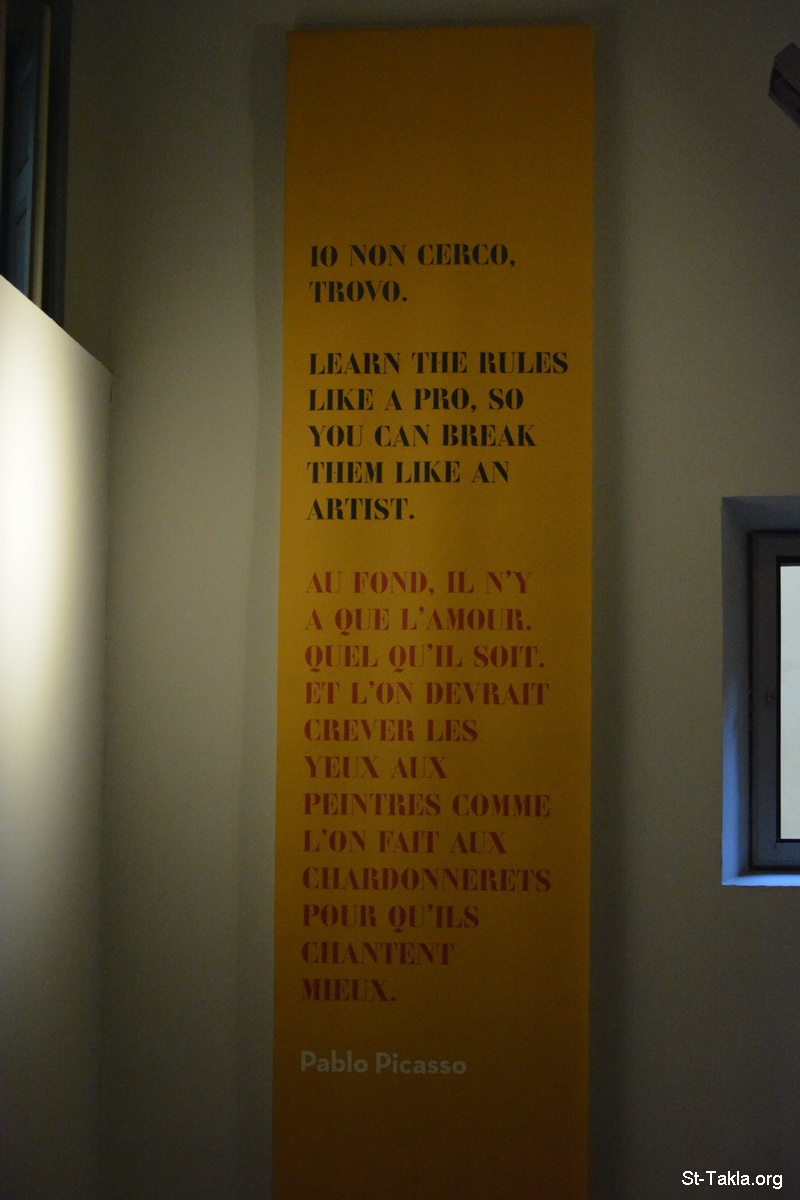 IO NON CERCO,
TROVO.
LEARN THE RULES
LIKE A PRO, SO
YOU CAN BREAK
THEM LIKE AN
ARTIST.
AU FOND, IL N'Y
A QUE L'AMOUR.
QUEL QU'IL SOIT.
ET L'ON DEVRAIT
CREVER LES
YEUX AUX
PEINTRES COMME
L'ON FAIT AUX
CHARDONNERETS
POUR QU'ILS
CHANTENT
MIEUX.
Pablo Picasso
St-Takla.org